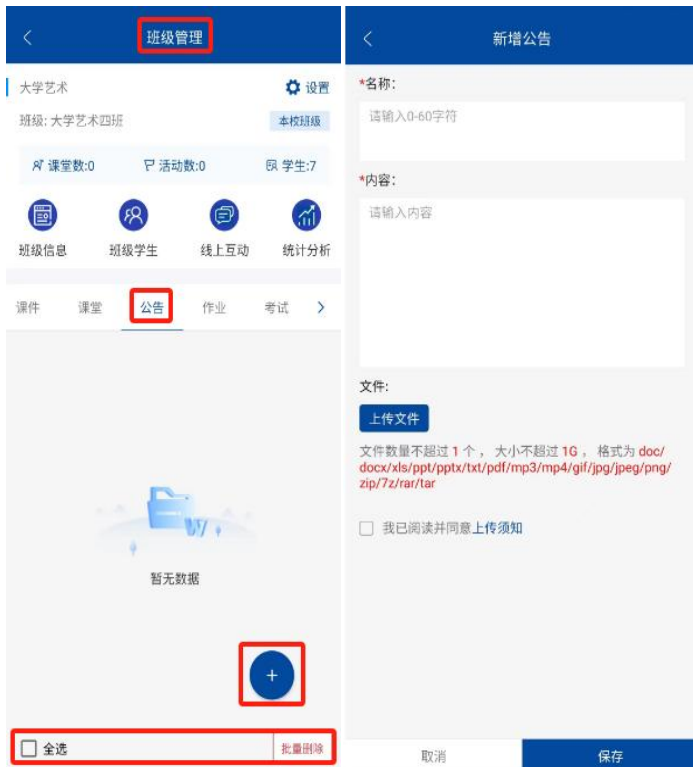 班级管理
大学艺术
设置
班级: 大学艺术四班
本校班级
课堂数:0
活动数:0
学生:7
班级信息
班级学生
线上互动
统计分析
课件
课堂
公告
作业
考试
暂无数据
+
全选
批量删除
新增公告
*名称:
请输入0-60字符
*内容:
请输入内容
文件:
上传文件
文件数量不超过 1 个 ， 大小不超过 1G ， 格式为 doc/
docx/xls/ppt/pptx/txt/pdf/mp3/mp4/gif/jpg/jpeg/png/
zip/7z/rar/tar
我已阅读并同意上传须知
取消
保存